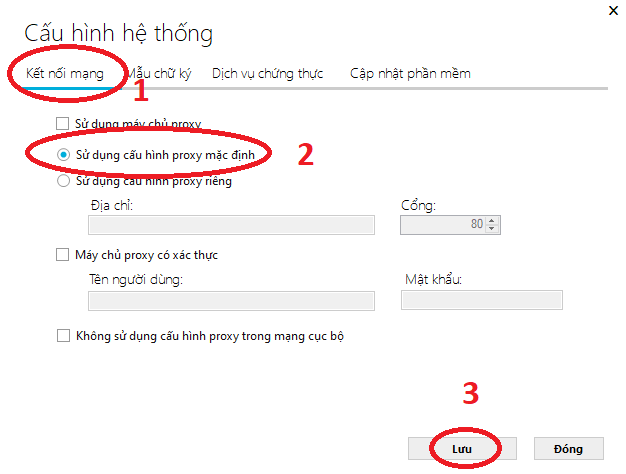 Cấu hình hệ thống
Kết nối mạng Mẫu chữ ký Dịch vụ chứng thực Cập nhật phần mềm
1
Sử dụng máy chủ proxy
Sử dụng cấu hình proxy mặc định 2
Sử dụng cấu hình proxy riêng
Địa chỉ: Cổng:
80
Máy chủ proxy có xác thực
Tên người dùng: Mật khẩu:
Không sử dụng cấu hình proxy trong mạng cục bộ
3
Lưu Đóng